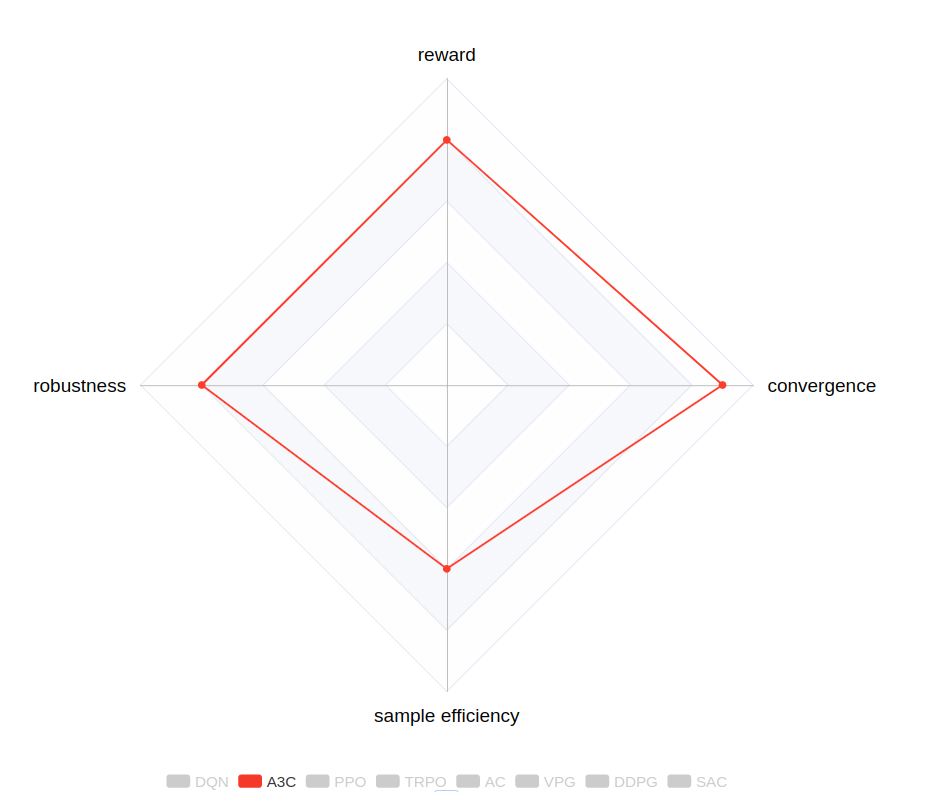 reward
robustness
convergence
sample efficiency
DQN A3C PPO TRPO AC VPG DDPG SAC